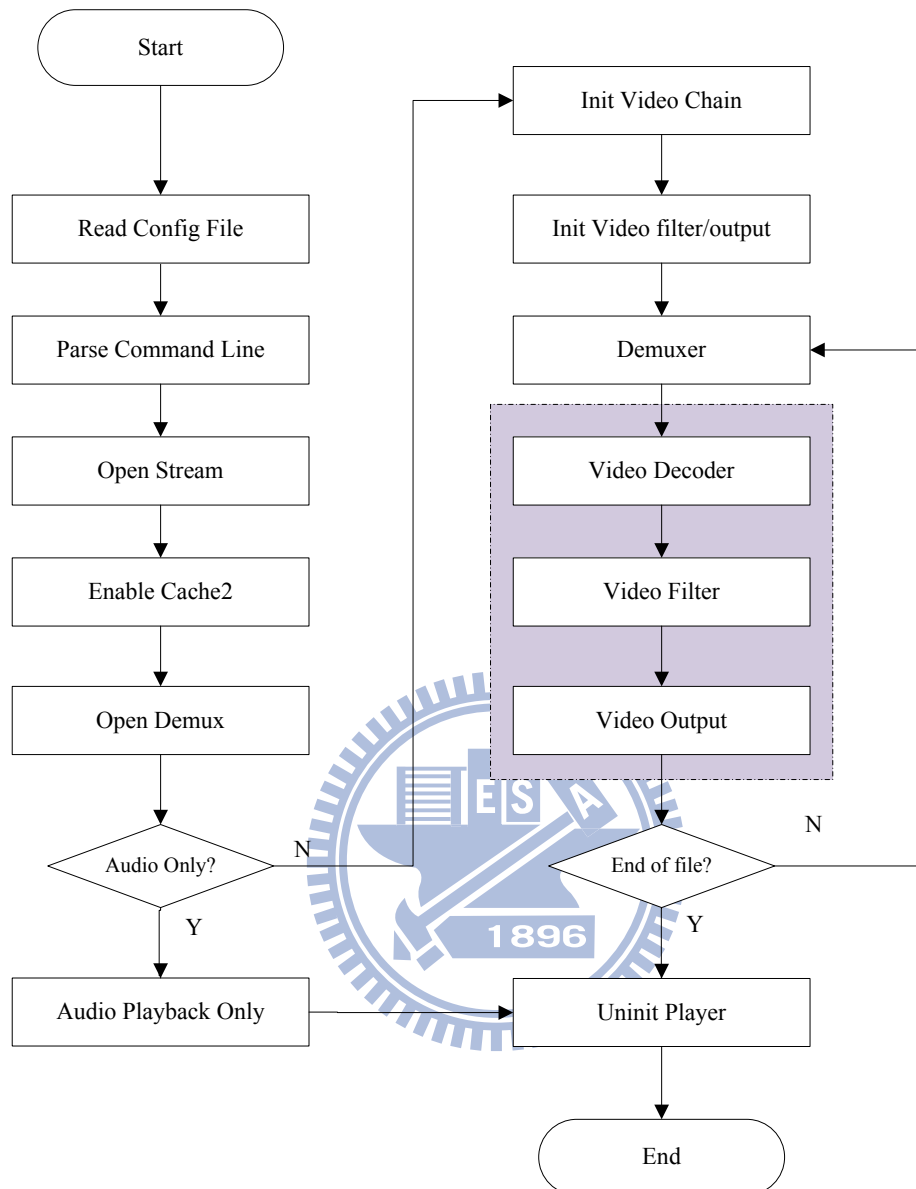 Start
Read Config File
Parse Command Line
Open Stream
Enable Cache2
Open Demux
Audio Only?
N
Y
Audio Playback Only
Init Video Chain
Init Video filter/output
Demuxer
Video Decoder
Video Filter
Video Output
End of file?
N
Y
Uninit Player
End
E S A
1896